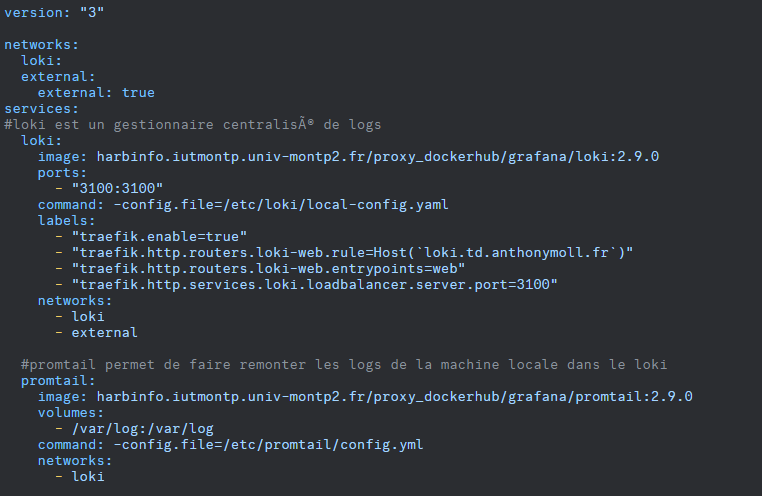 version: "3"

networks:
  loki:
  external:
    external: true
services:
#loki est un gestionnaire centralisÃ® de logs
  loki:
    image: harbinfo.iutmontp.univ-montp2.fr/proxy_dockerhub/grafana/loki:2.9.0
    ports:
      - "3100:3100"
    command: -config.file=/etc/loki/local-config.yaml
    labels:
      - "traefik.enable=true"
      - "traefik.http.routers.loki-web.rule=Host(`loki.td.anthonymoll.fr`)"
      - "traefik.http.routers.loki-web.entrypoints=web"
      - "traefik.http.services.loki.loadbalancer.server.port=3100"
    networks:
      - loki
      - external

  #promtail permet de faire remonter les logs de la machine locale dans le loki
  promtail:
    image: harbinfo.iutmontp.univ-montp2.fr/proxy_dockerhub/grafana/promtail:2.9.0
    volumes:
      - /var/log:/var/log
    command: -config.file=/etc/promtail/config.yml
    networks:
      - loki